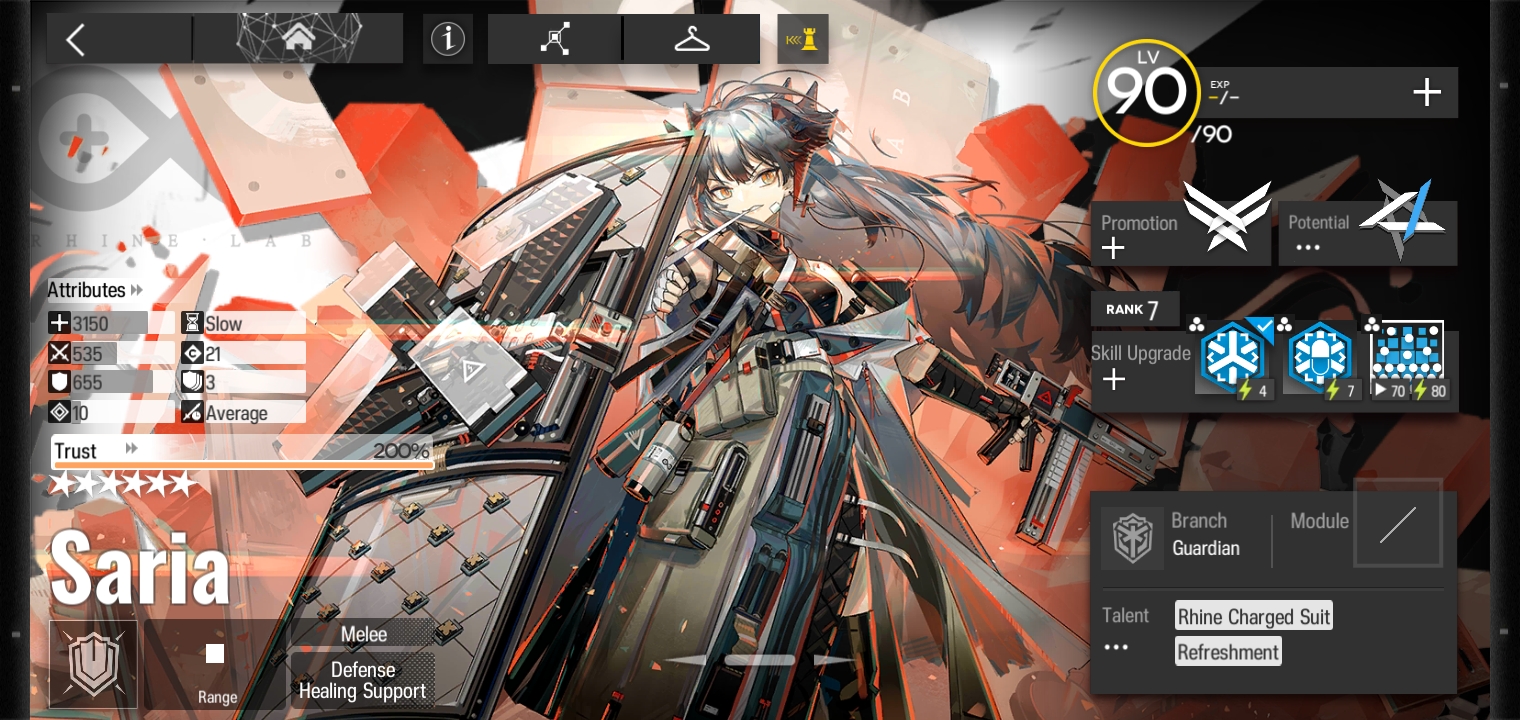 LV
90
EXP
-/-
/90
B
A
RHINE · LAB
Promotion
Potential
Attributes
3150
Slow
535
21
655
3
10
Average
RANK 7
Skill Upgrade
4
7
70
80
Trust
200%
Saria
Branch
Guardian
Module
Talent
Rhine Charged Suit
Refreshment
Melee
Defense
Healing Support
Range